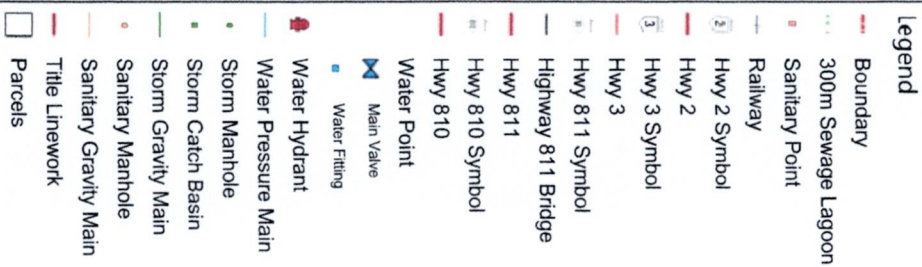 Legend
Boundary
300m Sewage Lagoon
Sanitary Point
Railway
2
Hwy 2 Symbol
Hwy 2
3
Hwy 3 Symbol
Hwy 3
Hwy 811 Symbol
Highway 811 Bridge
Hwy 811
Hwy 810 Symbol
Hwy 810
Water Point
Main Valve
Water Fitting
Water Hydrant
Water Pressure Main
Storm Manhole
Storm Catch Basin
Storm Gravity Main
Sanitary Manhole
Sanitary Gravity Main
Title Linework
Parcels